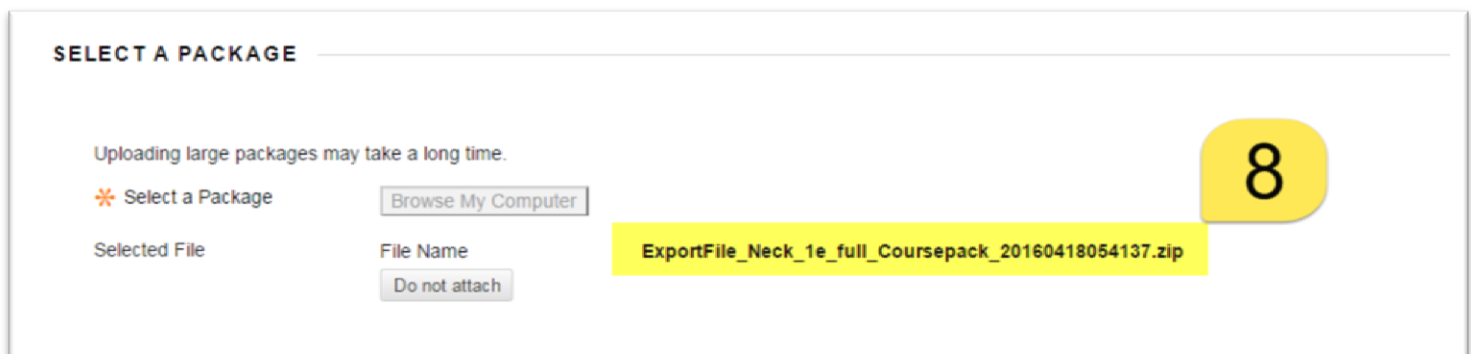 SELECT A PACKAGE
Uploading large packages may take a long time.
8
Select a Package Browse My Computer
Selected File File Name ExportFile_Neck_1e_full_Coursepack_20160418054137.zip
Do not attach